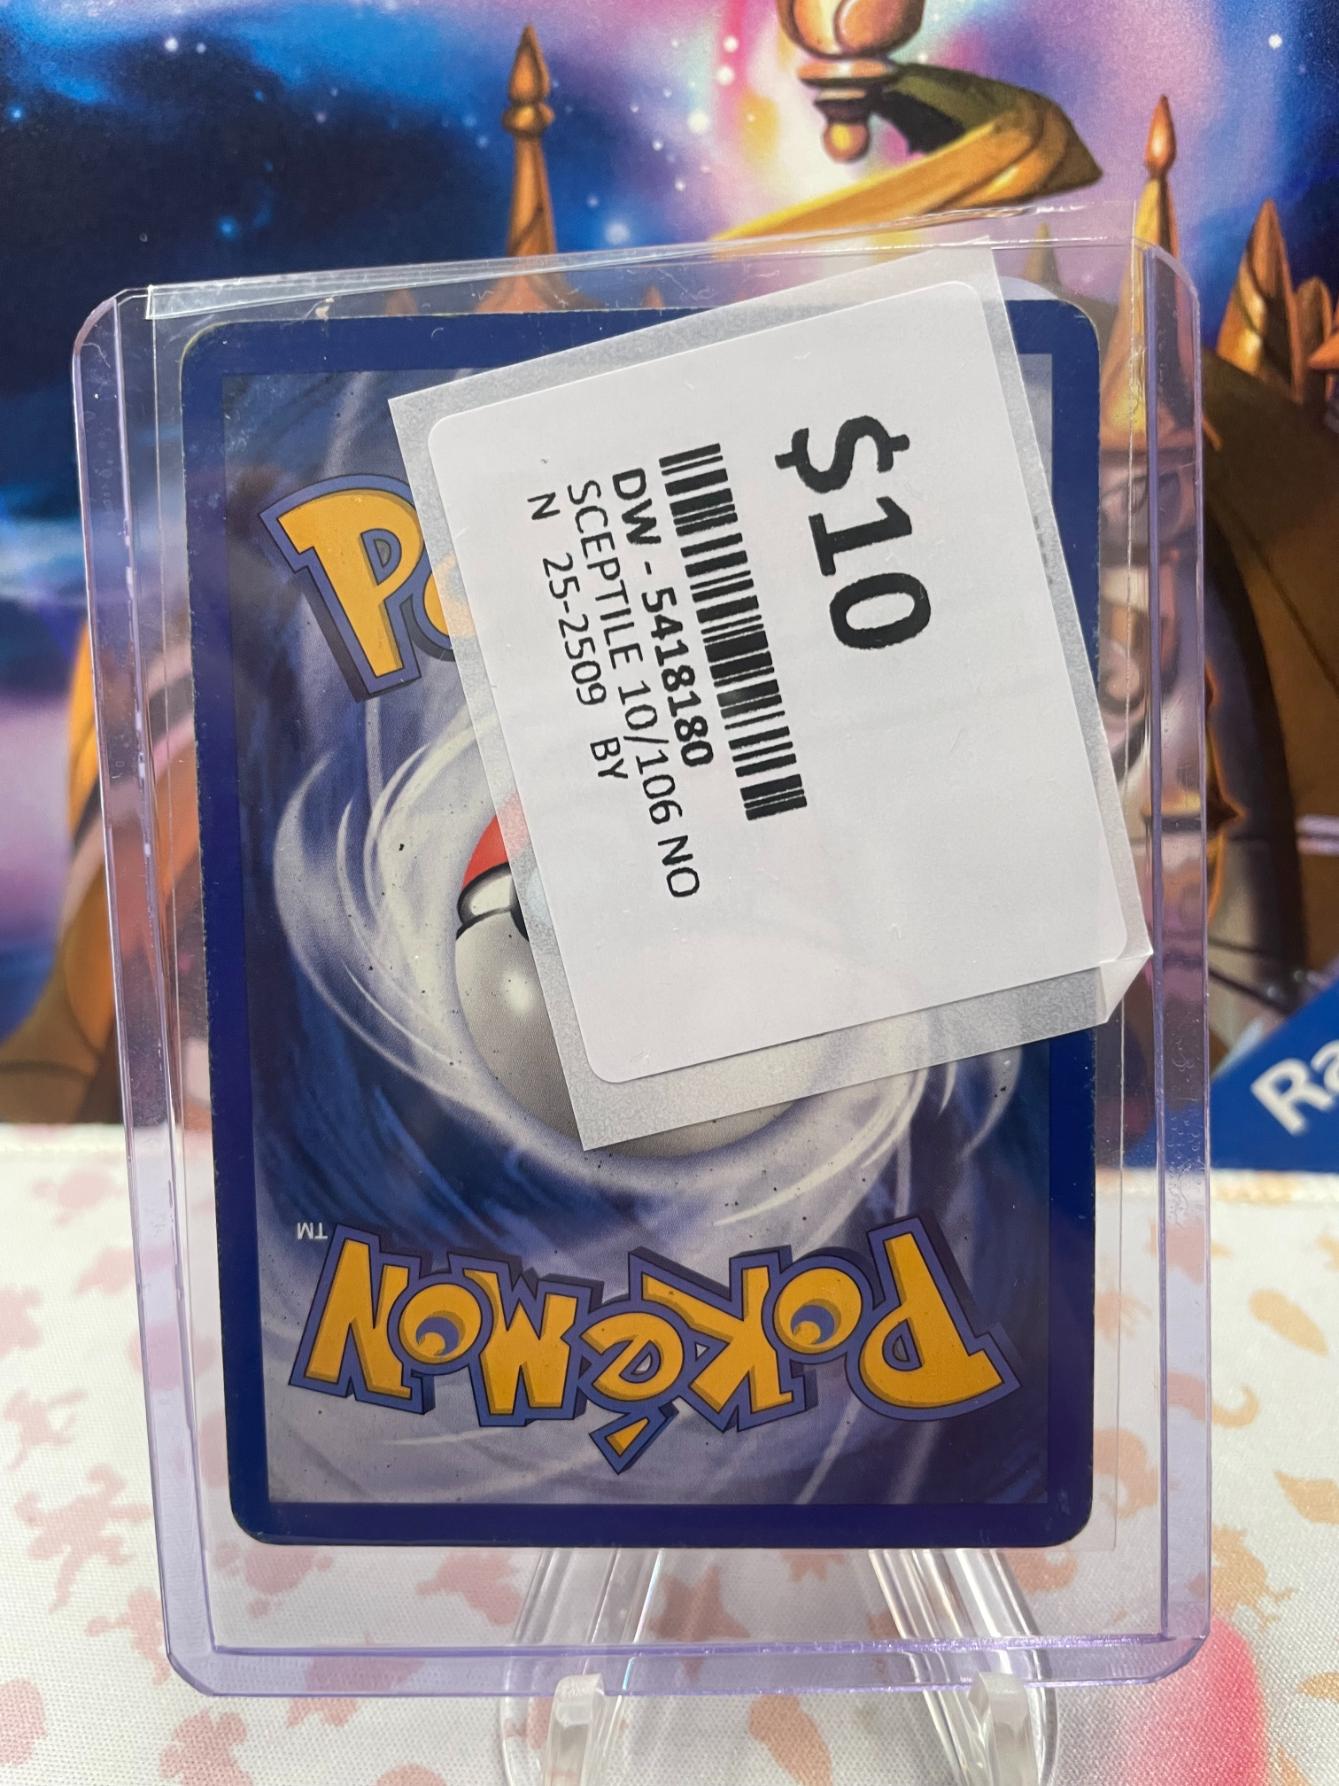 $10
DW - 5418180
SCEPTILE 10/106 NO
N 25-2509 BY
POKéMON
TM